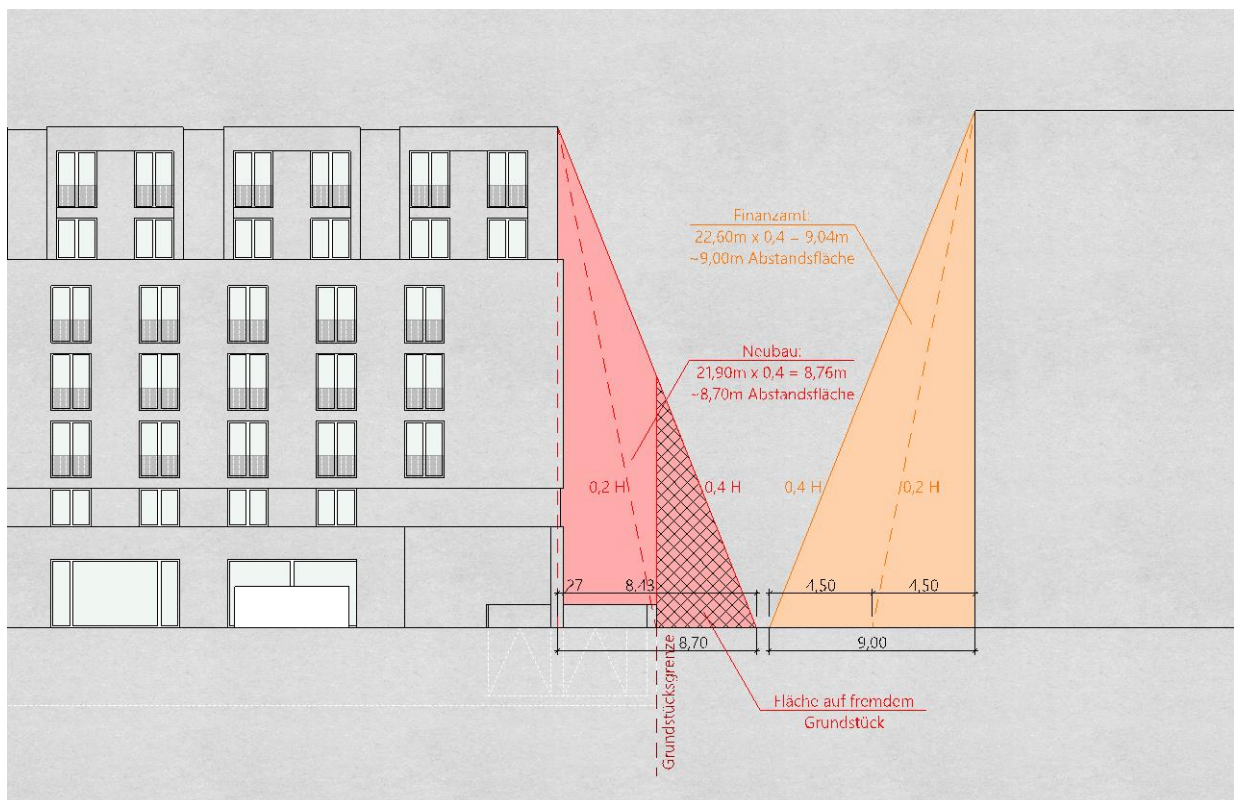 Finanzamt:
22,60m x 0,4 = 9,04m
~9,00m Abstandsfläche
Neubau:
21,90m x 0,4 = 8,76m
~8,70m Abstandsfläche
0,2 H
0,4 H
0,4 H
0,2 H
27
8,43
4,50
4,50
8,70
9,00
Grundstücksgrenze
Fläche auf fremdem
Grundstück